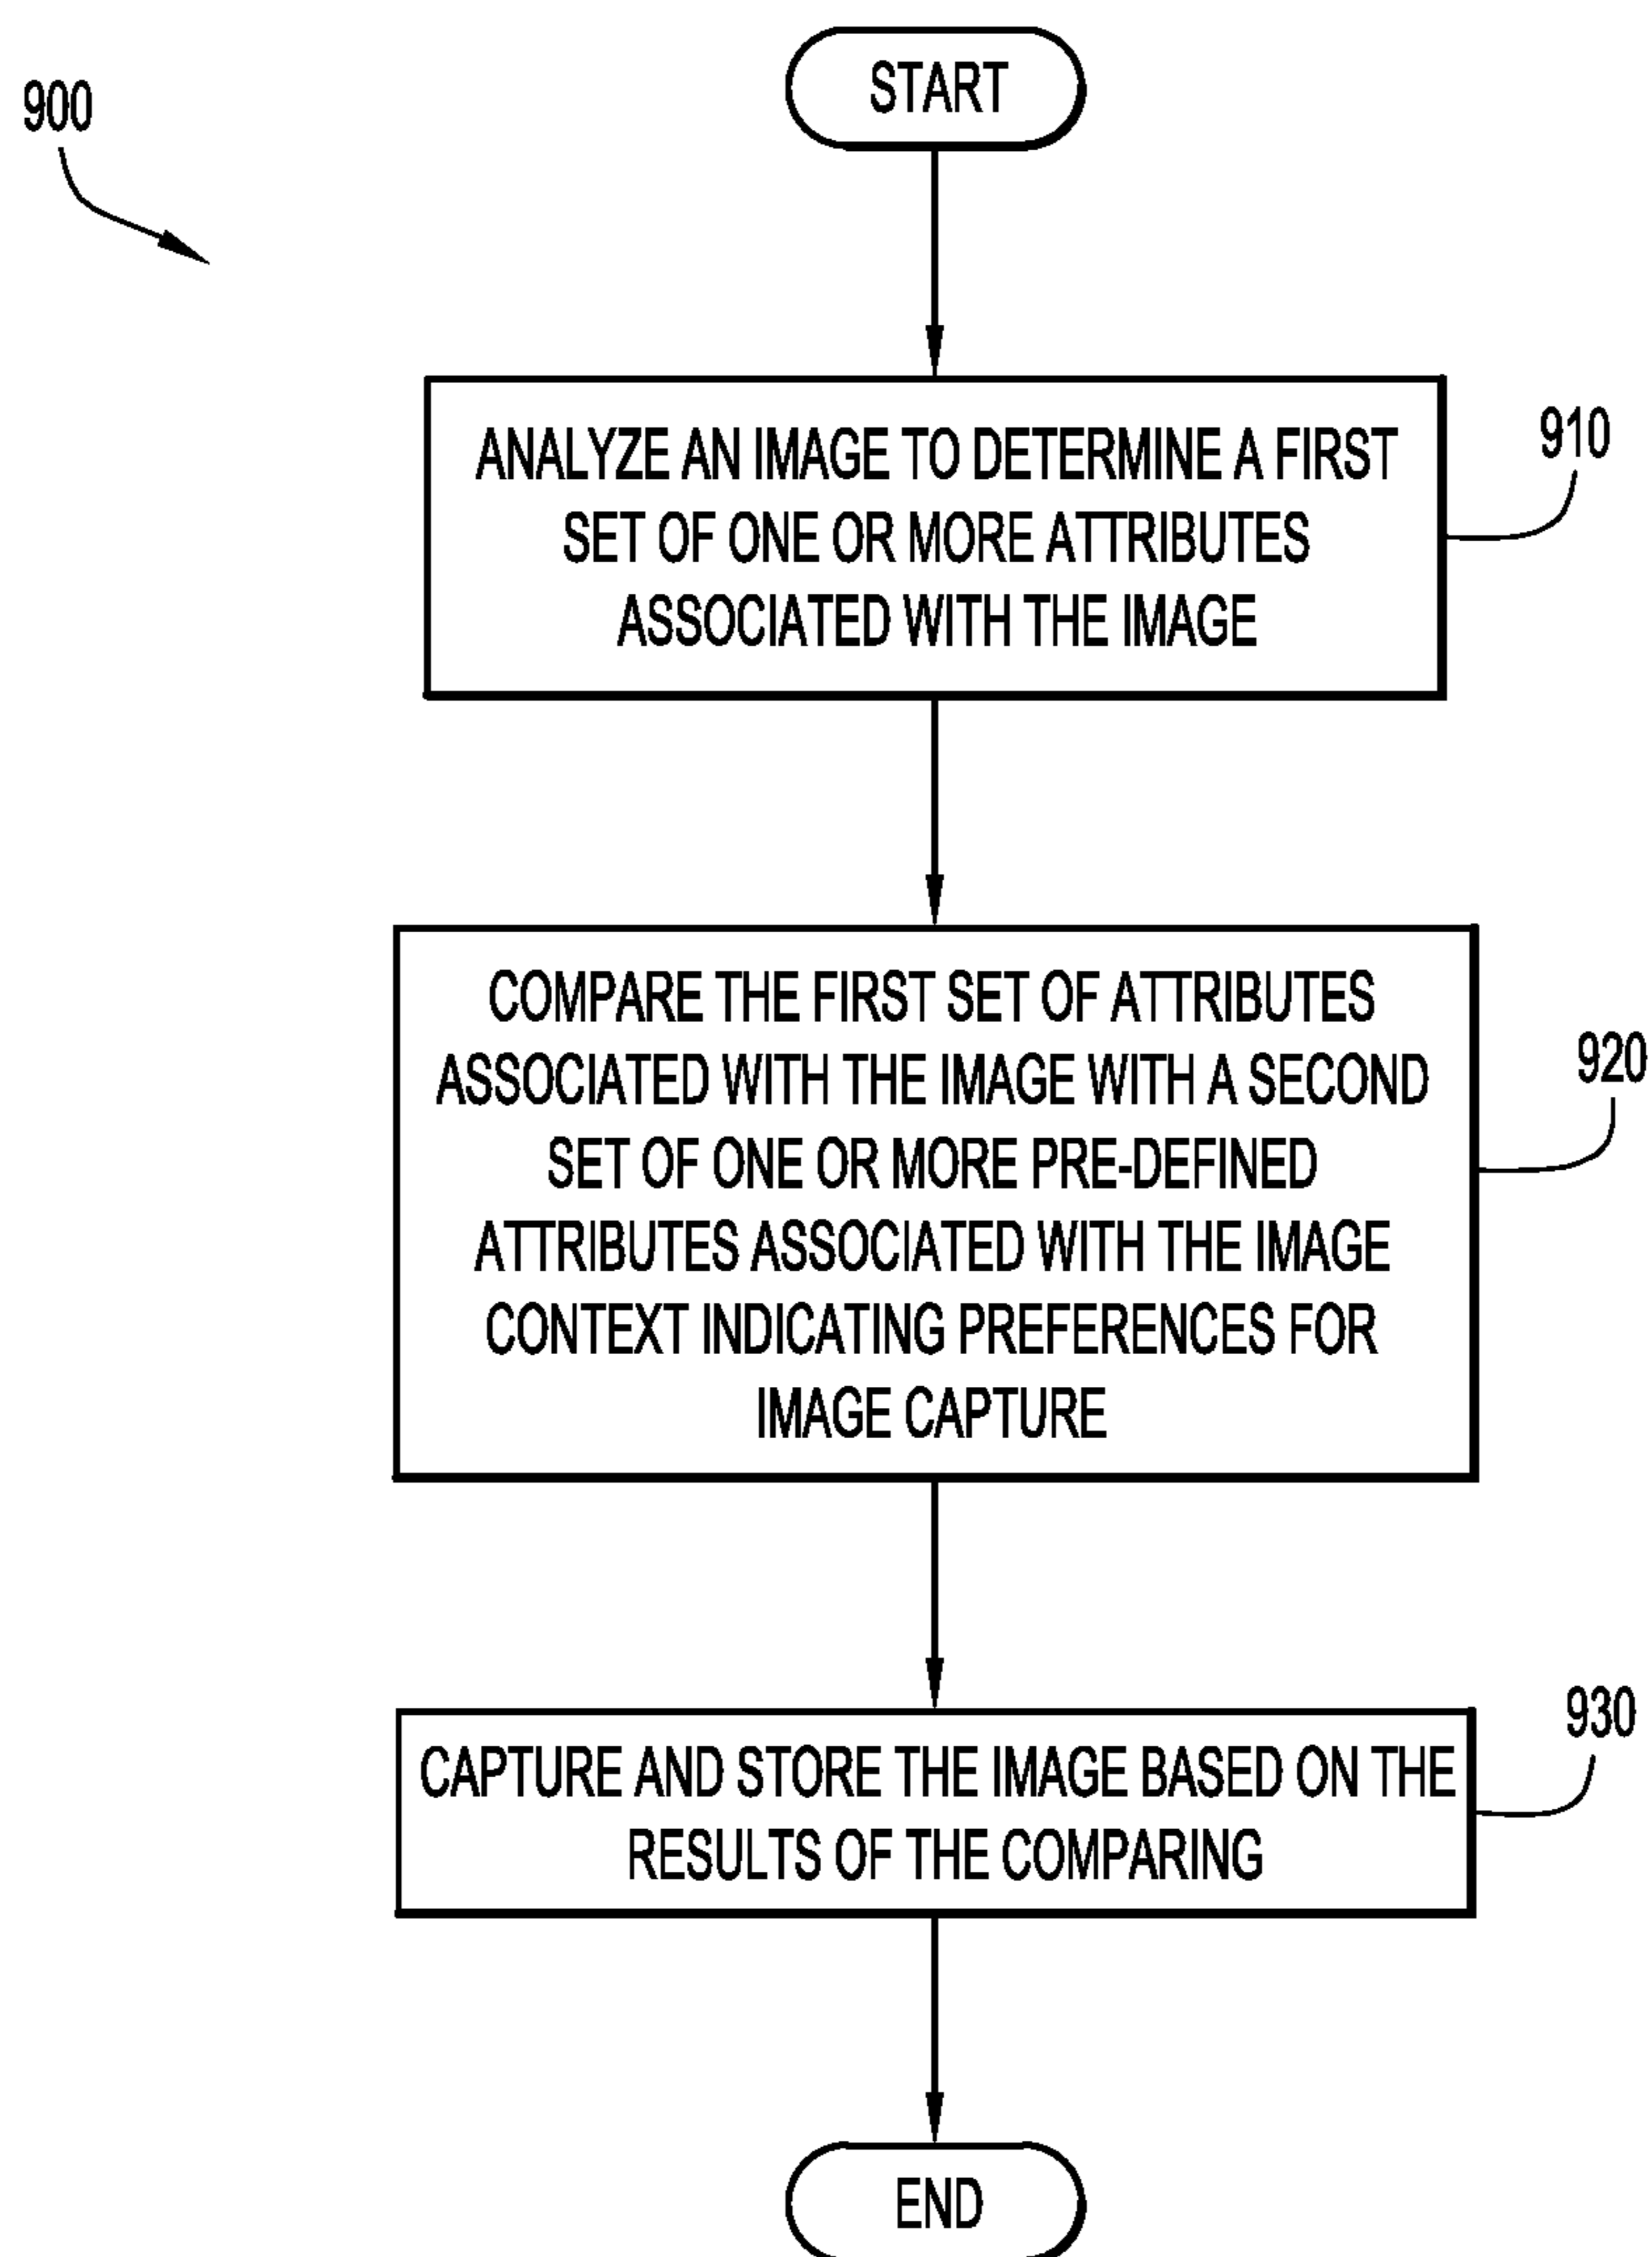 START
900
ANALYZE AN IMAGE TO DETERMINE A FIRST
SET OF ONE OR MORE ATTRIBUTES
ASSOCIATED WITH THE IMAGE
910
COMPARE THE FIRST SET OF ATTRIBUTES
ASSOCIATED WITH THE IMAGE WITH A SECOND
SET OF ONE OR MORE PRE-DEFINED
ATTRIBUTES ASSOCIATED WITH THE IMAGE
CONTEXT INDICATING PREFERENCES FOR
IMAGE CAPTURE
920
CAPTURE AND STORE THE IMAGE BASED ON THE
RESULTS OF THE COMPARING
930
END